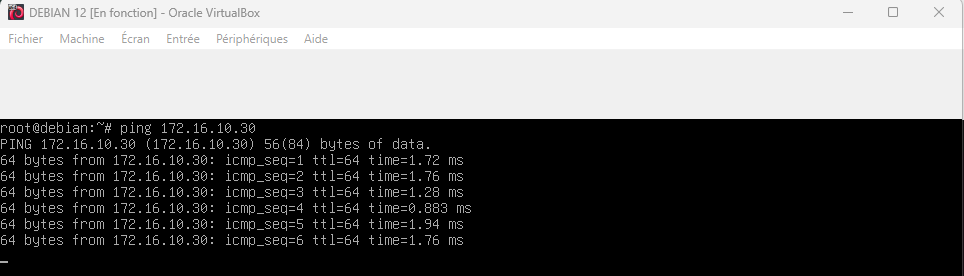 DEBIAN 12 [En fonction] - Oracle VirtualBox
Fichier Machine Écran Entrée Périphériques Aide
root@debian:~# ping 172.16.10.30
PING 172.16.10.30 (172.16.10.30) 56(84) bytes of data.
64 bytes from 172.16.10.30: icmp_seq=1 ttl=64 time=1.72 ms
64 bytes from 172.16.10.30: icmp_seq=2 ttl=64 time=1.76 ms
64 bytes from 172.16.10.30: icmp_seq=3 ttl=64 time=1.28 ms
64 bytes from 172.16.10.30: icmp_seq=4 ttl=64 time=0.883 ms
64 bytes from 172.16.10.30: icmp_seq=5 ttl=64 time=1.94 ms
64 bytes from 172.16.10.30: icmp_seq=6 ttl=64 time=1.76 ms